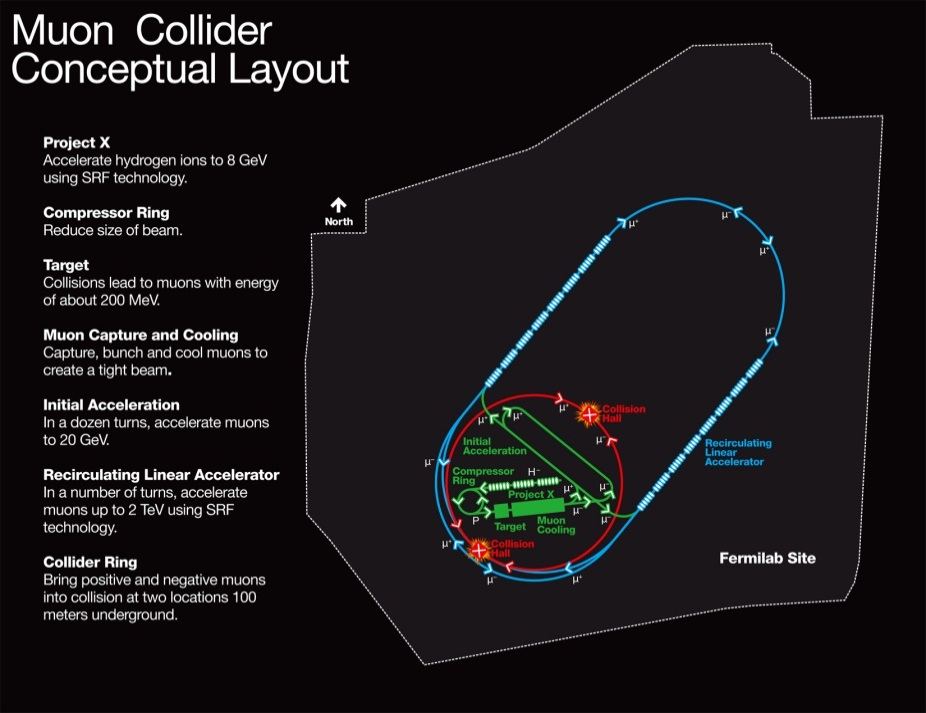 Muon Collider
Conceptual Layout
Project X
Accelerate hydrogen ions to 8 GeV
using SRF technology.
Compressor Ring
Reduce size of beam.
Target
Collisions lead to muons with energy
of about 200 MeV.
Muon Capture and Cooling
Capture, bunch and cool muons to
create a tight beam.
Initial Acceleration
In a dozen turns, accelerate muons
to 20 GeV.
Recirculating Linear Accelerator
In a number of turns, accelerate
muons up to 2 TeV using SRF
technology.
Collider Ring
Bring positive and negative muons
into collision at two locations 100
meters underground.
North
μ⁺
μ⁻
μ⁺
μ⁻
μ⁺
Collision
Hall
μ⁺
μ⁺
μ⁻
Initial
Acceleration
Recirculating
Linear
Accelerator
μ⁻
Compressor
Ring
H⁻
μ⁺
μ⁻
Project X
P
Target
Muon
Cooling
μ⁻
μ⁻
μ⁺
Collision
Hall
μ⁻
μ⁺
Fermilab Site